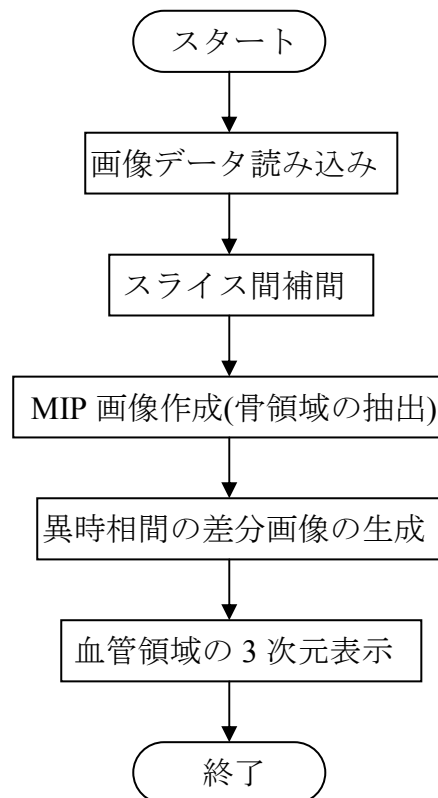 スタート
画像データ読み込み
スライス間補間
MIP 画像作成(骨領域の抽出)
異時相間の差分画像の生成
血管領域の 3 次元表示
終了